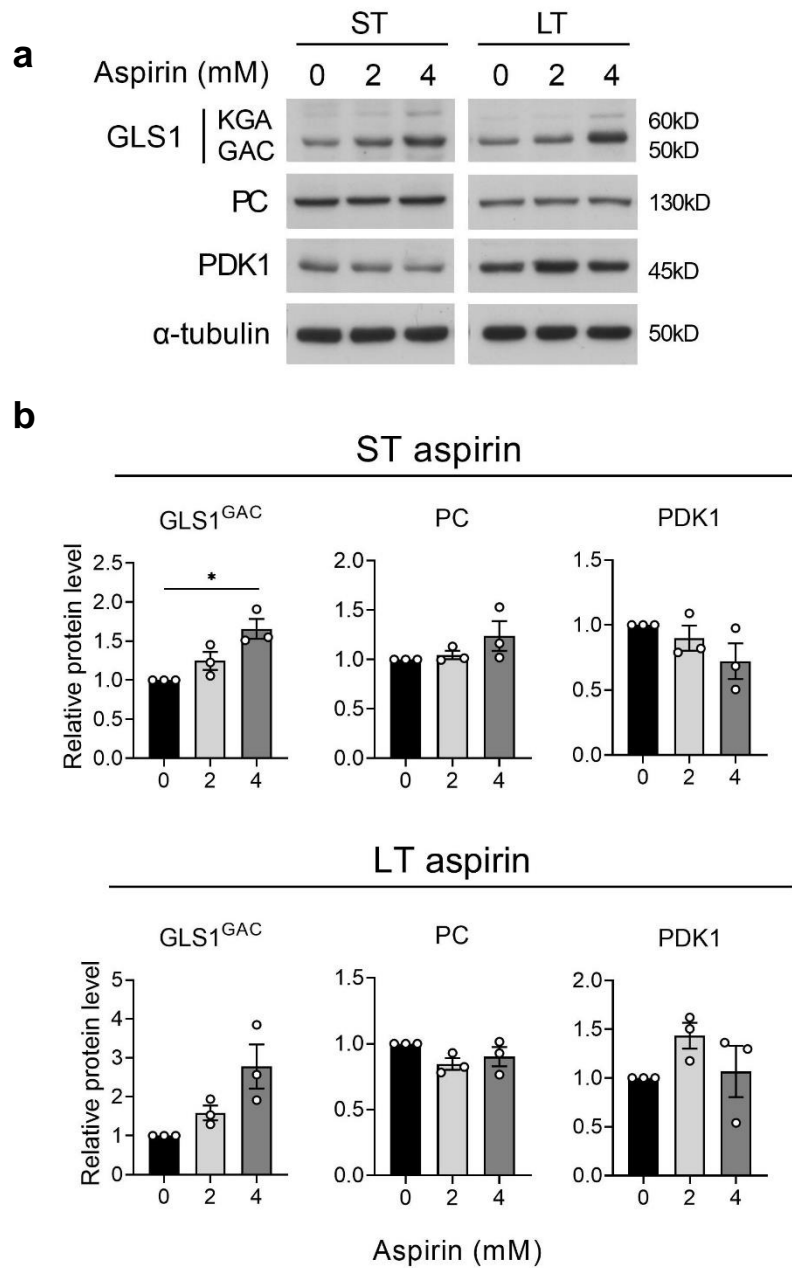 a
ST LT
Aspirin (mM) 0 2 4 0 2 4
GLS1 KGA 60kD
GAC 50kD
PC 130kD
PDK1 45kD
α-tubulin 50kD
b
ST aspirin
GLS1GAC PC PDK1
Relative protein level
2.5
2.0
1.5
1.0
0.5
0.0
*
0 2 4
2.0
1.5
1.0
0.5
0.0
0 2 4
1.5
1.0
0.5
0.0
0 2 4
LT aspirin
GLS1GAC PC PDK1
Relative protein level
5
4
3
2
1
0
0 2 4
1.5
1.0
0.5
0.0
0 2 4
2.0
1.5
1.0
0.5
0.0
0 2 4
Aspirin (mM)